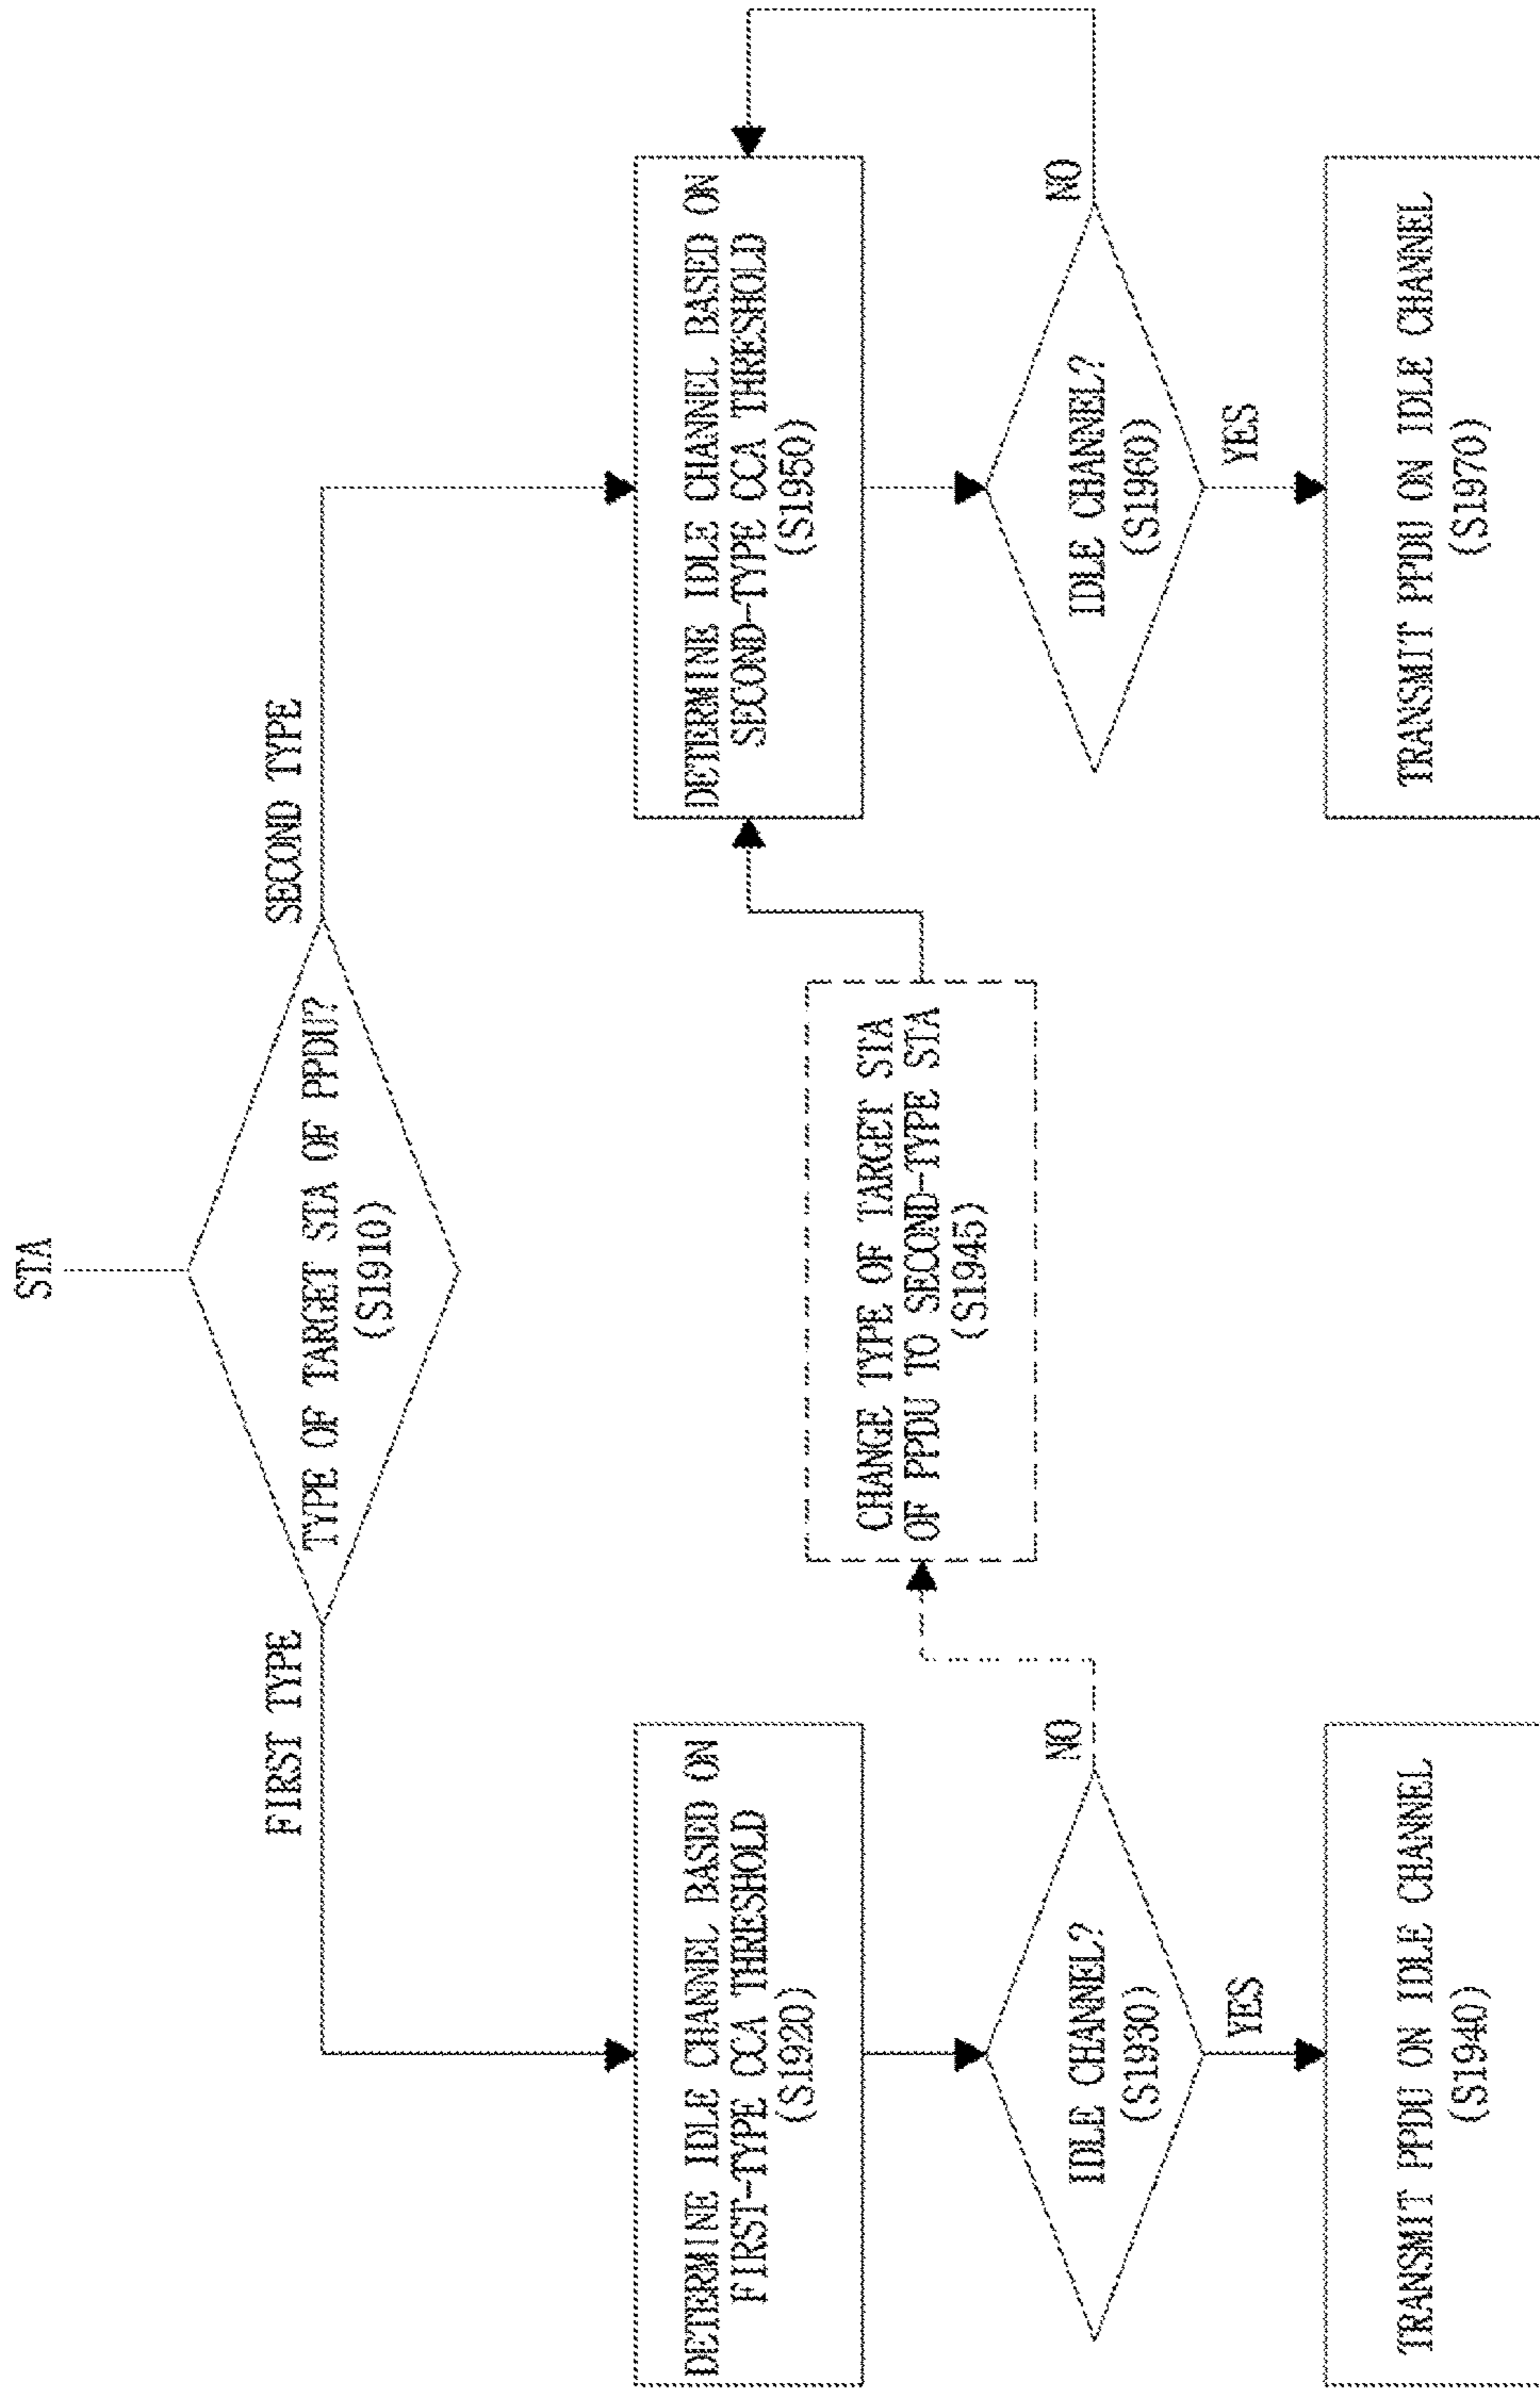 STA
TYPE OF TARGET STA OF PPDU?
(S1910)
FIRST TYPE
SECOND TYPE
DETERMINE IDLE CHANNEL BASED ON
FIRST-TYPE CCA THRESHOLD
(S1920)
IDLE CHANNEL?
(S1930)
NO
YES
TRANSMIT PPDU ON IDLE CHANNEL
(S1940)
CHANGE TYPE OF TARGET STA
OF PPDU TO SECOND-TYPE STA
(S1945)
DETERMINE IDLE CHANNEL BASED ON
SECOND-TYPE CCA THRESHOLD
(S1950)
IDLE CHANNEL?
(S1960)
NO
YES
TRANSMIT PPDU ON IDLE CHANNEL
(S1970)